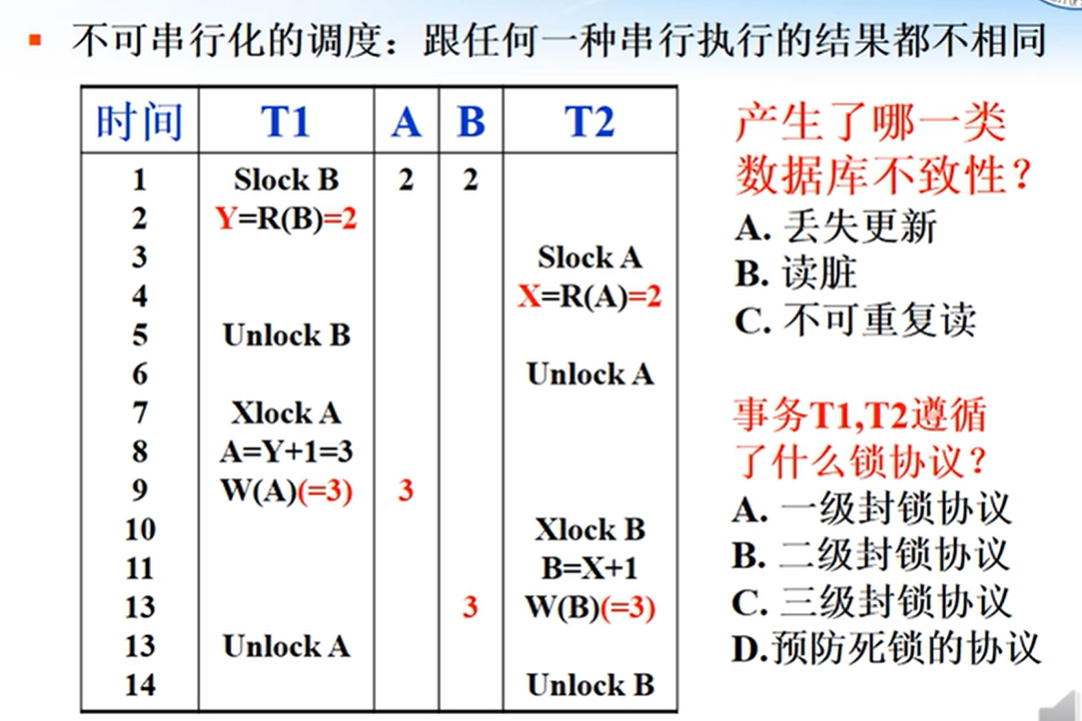 ▪ 不可串行化的调度：跟任何一种串行执行的结果都不相同
时间 T1 A B T2
1 Slock B 2 2
2 Y=R(B)=2
3 Slock A
4 X=R(A)=2
5 Unlock B
6 Unlock A
7 Xlock A
8 A=Y+1=3
9 W(A)(=3) 3
10 Xlock B
11 B=X+1
13 3 W(B)(=3)
13 Unlock A
14 Unlock B
产生了哪一类
数据库不致性？
A. 丢失更新
B. 读脏
C. 不可重复读
事务T1,T2遵循
了什么锁协议？
A. 一级封锁协议
B. 二级封锁协议
C. 三级封锁协议
D.预防死锁的协议